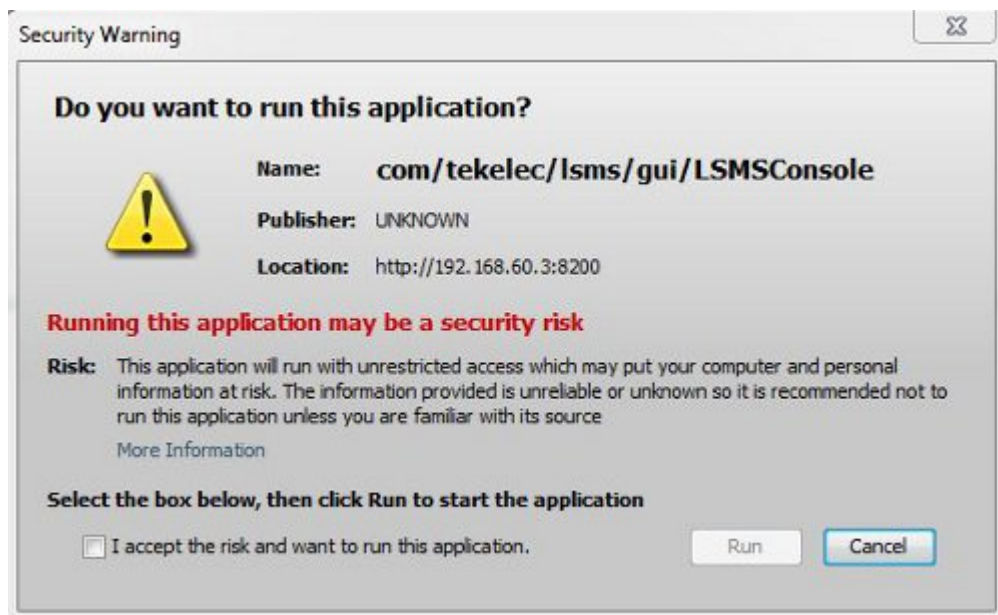 Security Warning
Do you want to run this application?
Name: com/tekelec/lsms/gui/LSMSConsole
Publisher: UNKNOWN
Location: http://192.168.60.3:8200
Running this application may be a security risk
Risk: This application will run with unrestricted access which may put your computer and personal
information at risk. The information provided is unreliable or unknown so it is recommended not to
run this application unless you are familiar with its source
More Information
Select the box below, then click Run to start the application
I accept the risk and want to run this application. Run Cancel